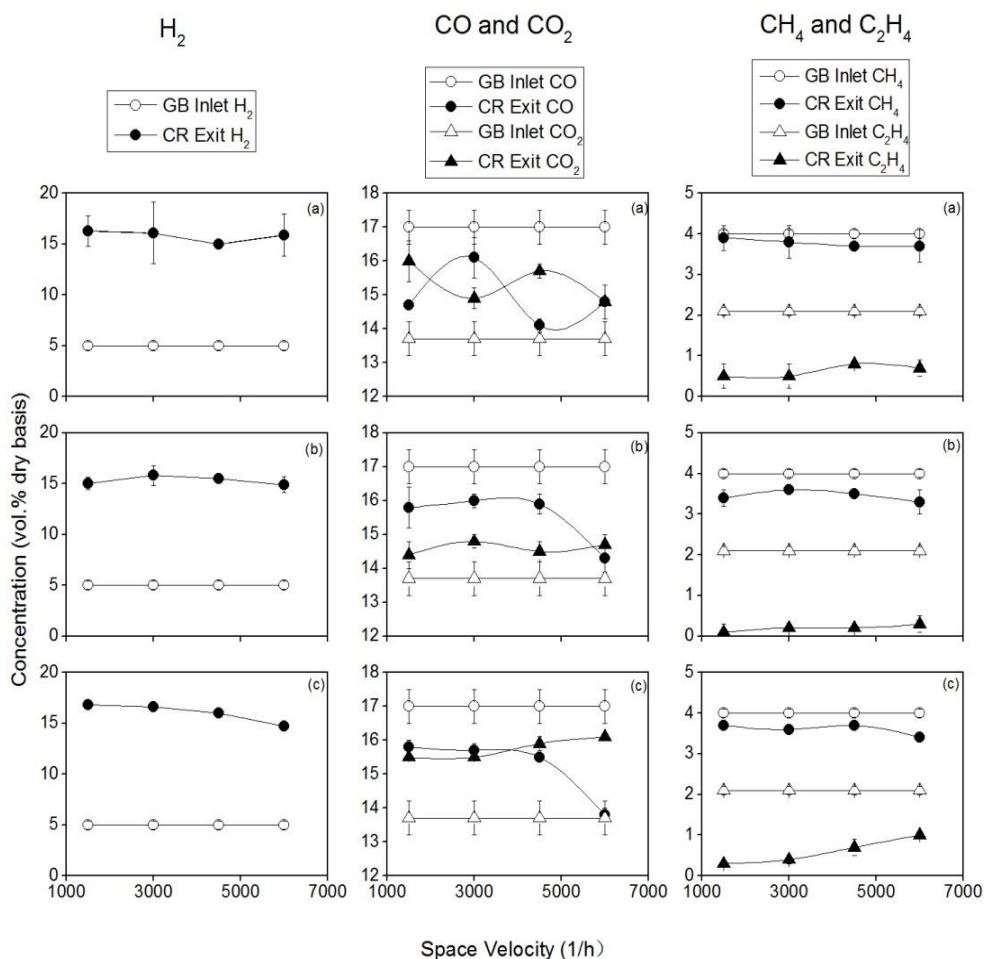 H₂
CO and CO₂
CH₄ and C₂H₄
GB Inlet H₂
CR Exit H₂
GB Inlet CO
CR Exit CO
GB Inlet CO₂
CR Exit CO₂
GB Inlet CH₄
CR Exit CH₄
GB Inlet C₂H₄
CR Exit C₂H₄
Concentration (vol.% dry basis)
20
15
10
5
0
(a)
18
17
16
15
14
13
12
(a)
5
4
3
2
1
0
(a)
20
15
10
5
0
(b)
18
17
16
15
14
13
12
(b)
5
4
3
2
1
0
(b)
20
15
10
5
0
(c)
1000 3000 5000 7000
18
17
16
15
14
13
12
(c)
1000 3000 5000 7000
5
4
3
2
1
0
(c)
1000 3000 5000 7000
Space Velocity (1/h)